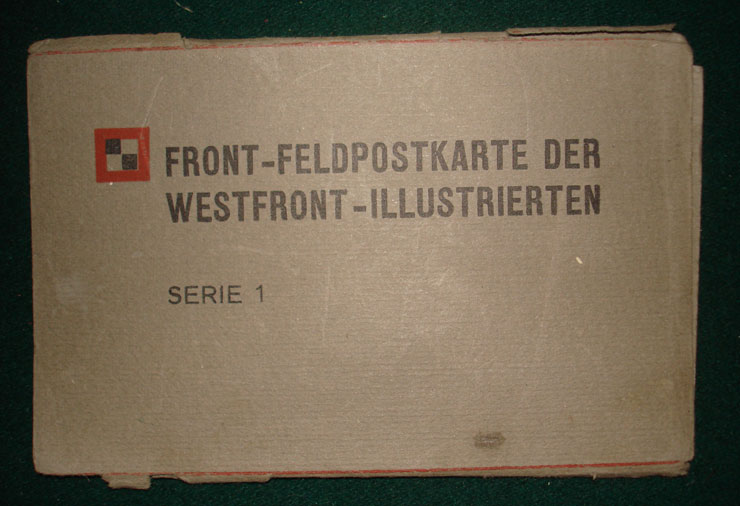 FRONT-FELDPOSTKARTE DER
WESTFRONT-ILLUSTRIERTEN
SERIE 1